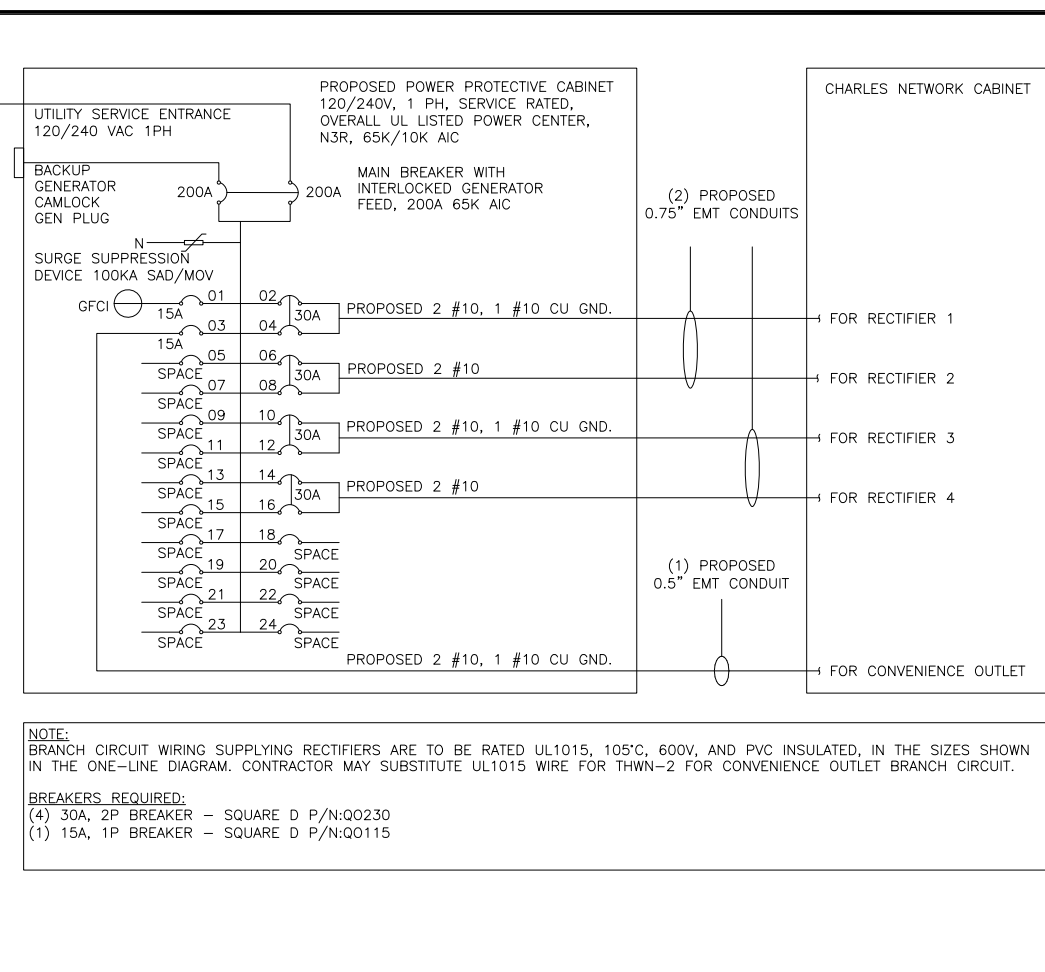 PROPOSED POWER PROTECTIVE CABINET
120/240V, 1 PH, SERVICE RATED,
OVERALL UL LISTED POWER CENTER,
N3R, 65K/10K AIC
CHARLES NETWORK CABINET
UTILITY SERVICE ENTRANCE
120/240 VAC 1PH
BACKUP
GENERATOR
CAMLOCK
GEN PLUG
200A
200A
MAIN BREAKER WITH
INTERLOCKED GENERATOR
FEED, 200A 65K AIC
(2) PROPOSED
0.75" EMT CONDUITS
N
SURGE SUPPRESSION
DEVICE 100KA SAD/MOV
GFCI
01
02
15A
30A
PROPOSED 2 #10, 1 #10 CU GND.
FOR RECTIFIER 1
03
04
15A
05
06
SPACE
30A
PROPOSED 2 #10
FOR RECTIFIER 2
07
08
SPACE
09
10
SPACE
30A
PROPOSED 2 #10, 1 #10 CU GND.
FOR RECTIFIER 3
11
12
SPACE
13
14
SPACE
30A
PROPOSED 2 #10
FOR RECTIFIER 4
15
16
SPACE
17
18
SPACE
SPACE
19
20
SPACE
SPACE
21
22
SPACE
SPACE
23
24
SPACE
SPACE
(1) PROPOSED
0.5" EMT CONDUIT
PROPOSED 2 #10, 1 #10 CU GND.
FOR CONVENIENCE OUTLET
NOTE:
BRANCH CIRCUIT WIRING SUPPLYING RECTIFIERS ARE TO BE RATED UL1015, 105°C, 600V, AND PVC INSULATED, IN THE SIZES SHOWN
IN THE ONE-LINE DIAGRAM. CONTRACTOR MAY SUBSTITUTE UL1015 WIRE FOR THWN-2 FOR CONVENIENCE OUTLET BRANCH CIRCUIT.
BREAKERS REQUIRED:
(4) 30A, 2P BREAKER - SQUARE D P/N:QO230
(1) 15A, 1P BREAKER - SQUARE D P/N:QO115